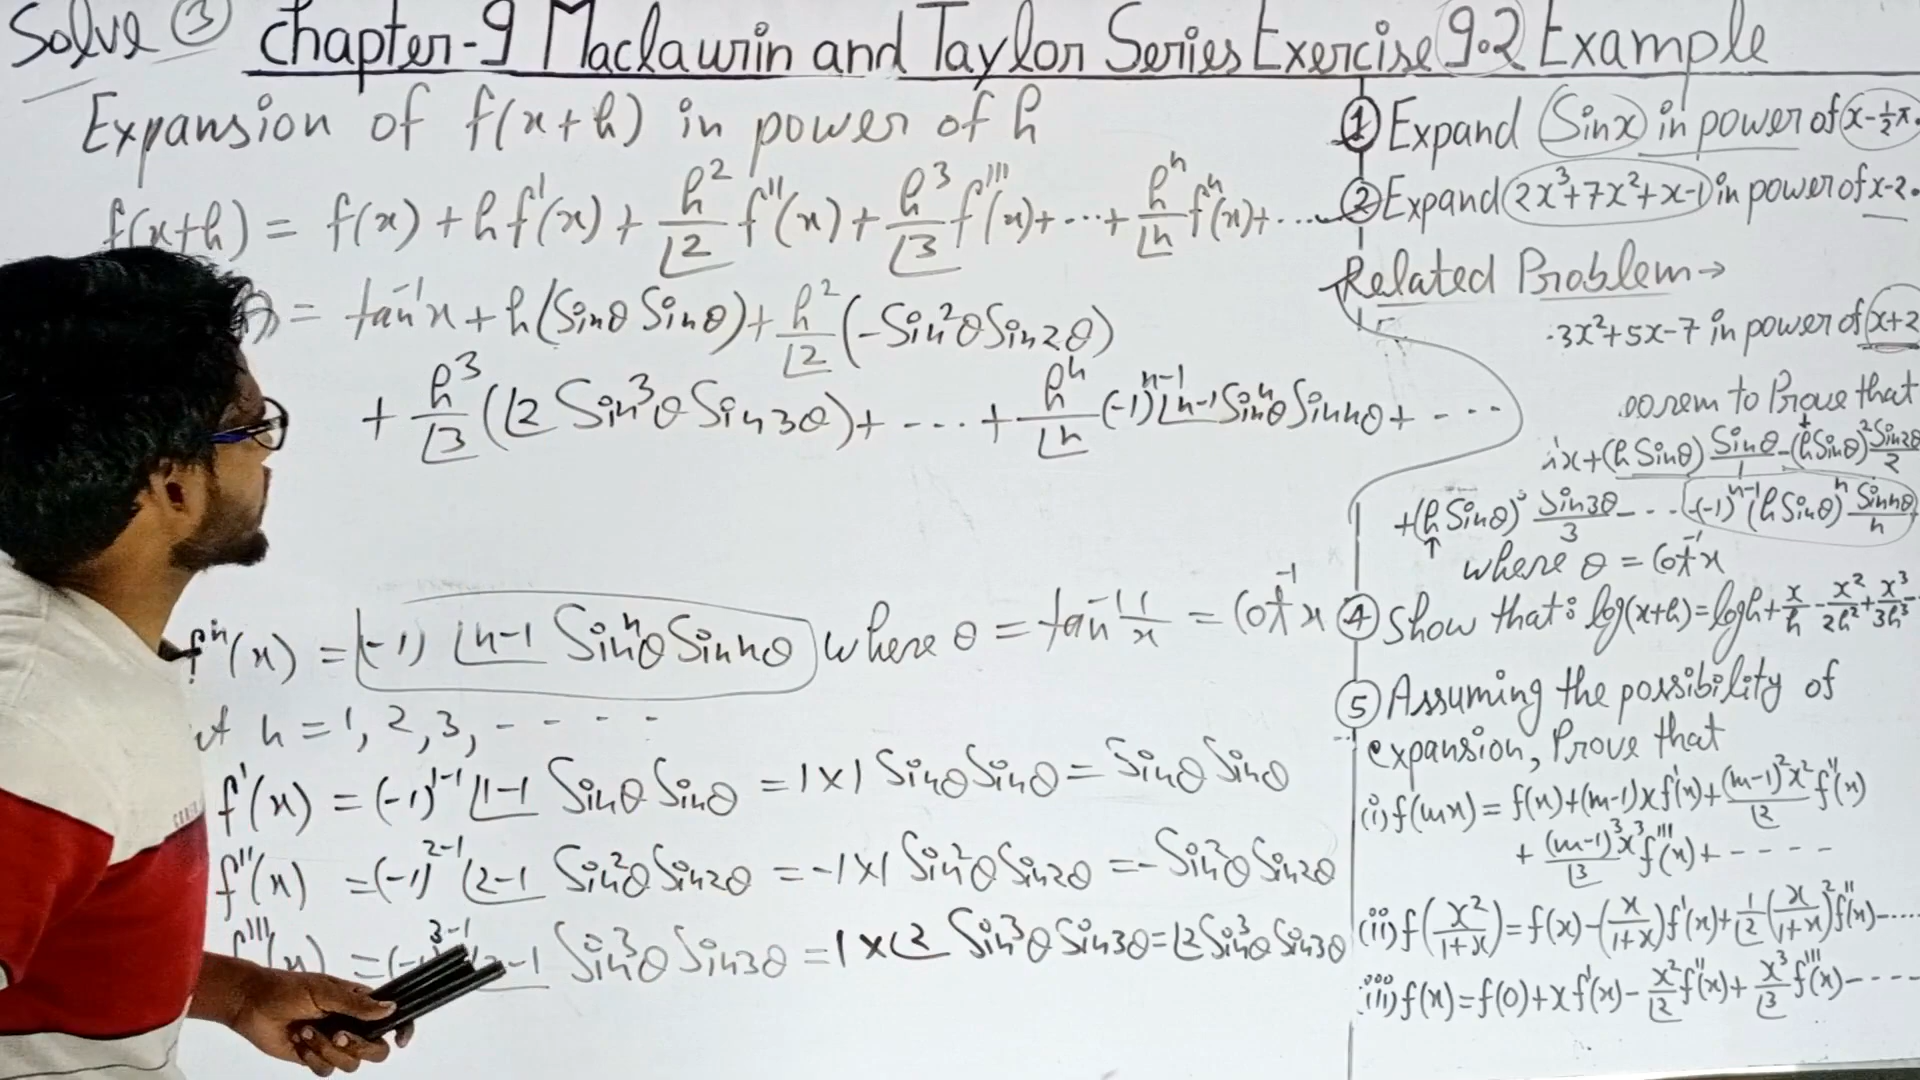 Solve ③ Chapter-9 Maclaurin and Taylor Series Exercise 9.2 Example
Expansion of f(x+h) in power of h
f(x+h) = f(x) + hf'(x) + h²/⌊2 f''(x) + h³/⌊3 f'''(x) + ... + hⁿ/⌊n fⁿ(x) + ....
= tan⁻¹x + h(Sinθ Sinθ) + h²/⌊2 (-Sin²θ Sin2θ)
+ h³/⌊3 (⌊2 Sin³θ Sin3θ) + .... + hⁿ/⌊n (-1)ⁿ⁻¹ ⌊n-1 Sinⁿθ Sinnθ + ....
fⁿ(x) = (-1) ⌊n-1 Sinⁿθ Sinnθ where θ = tan⁻¹ 1/x = Cot⁻¹x
n = 1, 2, 3, - - - -
f'(x) = (-1)¹⁻¹ ⌊1-1 Sinθ Sinθ = 1×1 Sinθ Sinθ = Sinθ Sinθ
f''(x) = (-1)²⁻¹ ⌊2-1 Sin²θ Sin2θ = -1×1 Sin²θ Sin2θ = -Sin²θ Sin2θ
f'''(x) = 3-1 -1 Sin³θ Sin3θ = 1×⌊2 Sin³θ Sin3θ = ⌊2 Sin³θ Sin3θ
① Expand Sinx in power of x-½π.
② Expand 2x³+7x²+x-1 in power of x-2.
Related Problem→
3x²+5x-7 in power of x+2
to Prove that
x+(h Sinθ) Sinθ/1 - (h Sinθ)² Sin2θ/2
+(h Sinθ)³ Sin3θ/3 - ... (-1)ⁿ⁻¹ (h Sinθ)ⁿ Sinnθ/n
where θ = Cot⁻¹x
④ Show that: log(x+h) = logh + x/h - x²/2h² + x³/3h³ --
⑤ Assuming the possibility of
expansion, Prove that
(i) f(mx) = f(x)+(m-1)xf'(x)+ (m-1)²x²/⌊2 f''(x)
+ (m-1)³x³/⌊3 f'''(x) + - - - - -
(ii) f(x²/1+x) = f(x) - (x/1+x)f'(x) + 1/⌊2 (x/1+x)² f''(x) - ....
(iii) f(x) = f(0) + xf'(x) - x²/⌊2 f''(x) + x³/⌊3 f'''(x) - - - - -